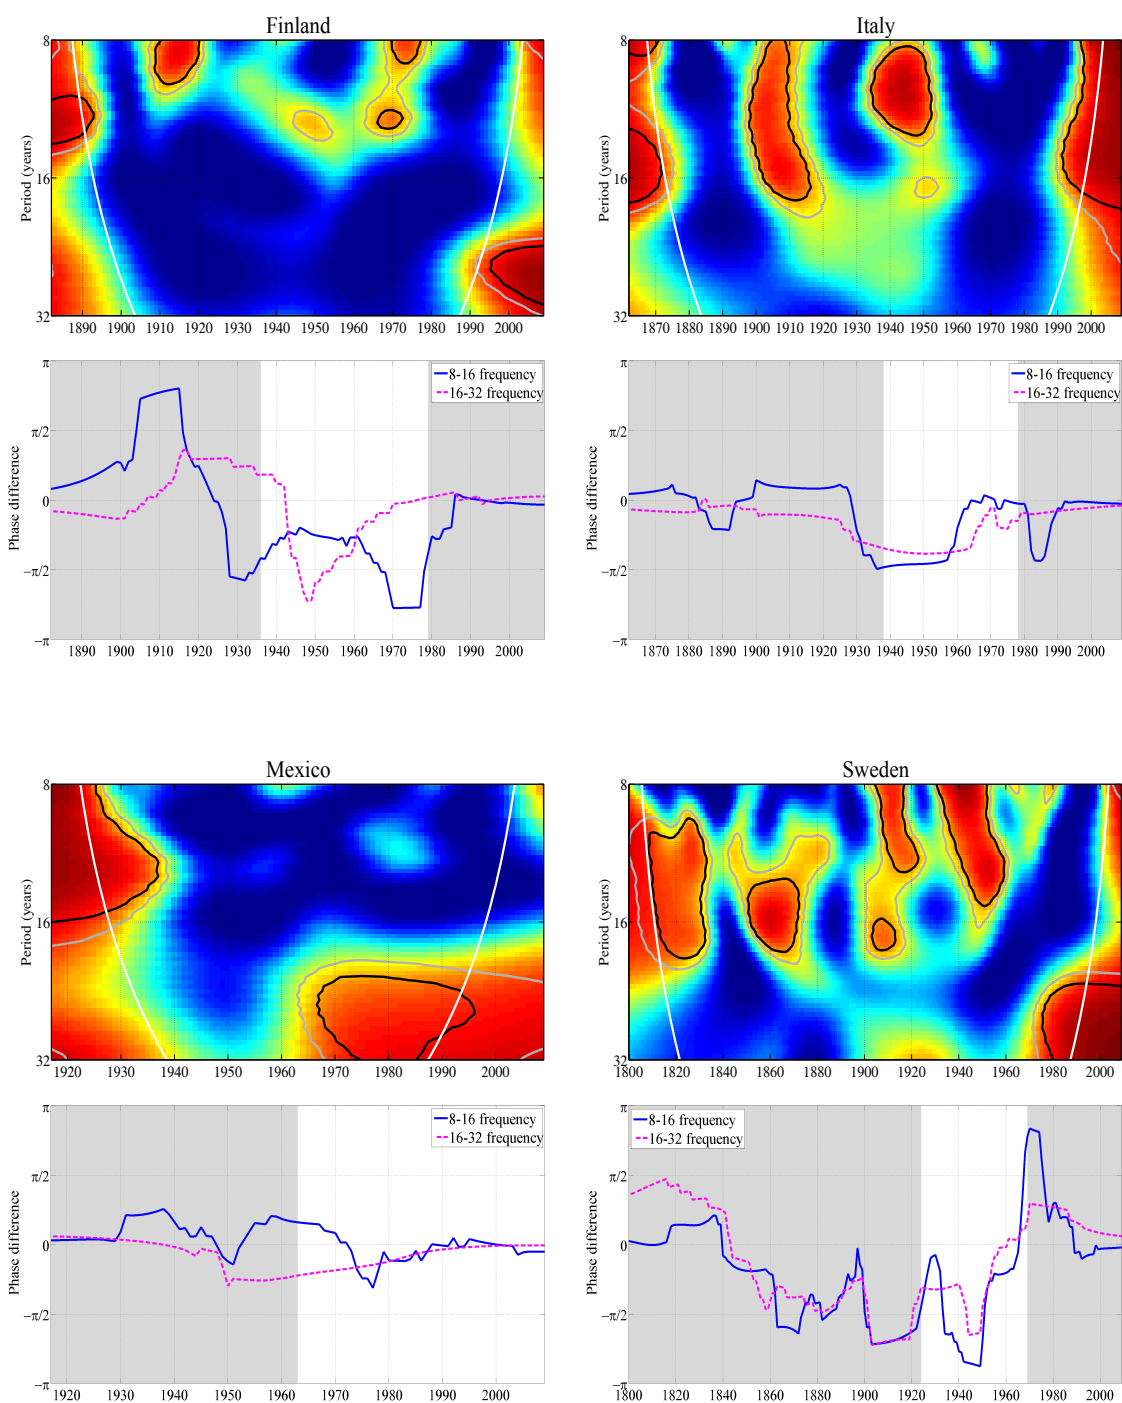 Finland
Period (years)
8
16
32
1890 1900 1910 1920 1930 1940 1950 1960 1970 1980 1990 2000
Italy
Period (years)
8
16
32
1870 1880 1890 1900 1910 1920 1930 1940 1950 1960 1970 1980 1990 2000
Phase difference
π
π/2
0
−π/2
−π
8-16 frequency
16-32 frequency
1890 1900 1910 1920 1930 1940 1950 1960 1970 1980 1990 2000
Phase difference
π
π/2
0
−π/2
−π
8-16 frequency
16-32 frequency
1870 1880 1890 1900 1910 1920 1930 1940 1950 1960 1970 1980 1990 2000
Mexico
Period (years)
8
16
32
1920 1930 1940 1950 1960 1970 1980 1990 2000
Sweden
Period (years)
8
16
32
1800 1820 1840 1860 1880 1900 1920 1940 1960 1980 2000
Phase difference
π
π/2
0
−π/2
−π
8-16 frequency
16-32 frequency
1920 1930 1940 1950 1960 1970 1980 1990 2000
Phase difference
π
π/2
0
−π/2
−π
8-16 frequency
16-32 frequency
1800 1820 1840 1860 1880 1900 1920 1940 1960 1980 2000